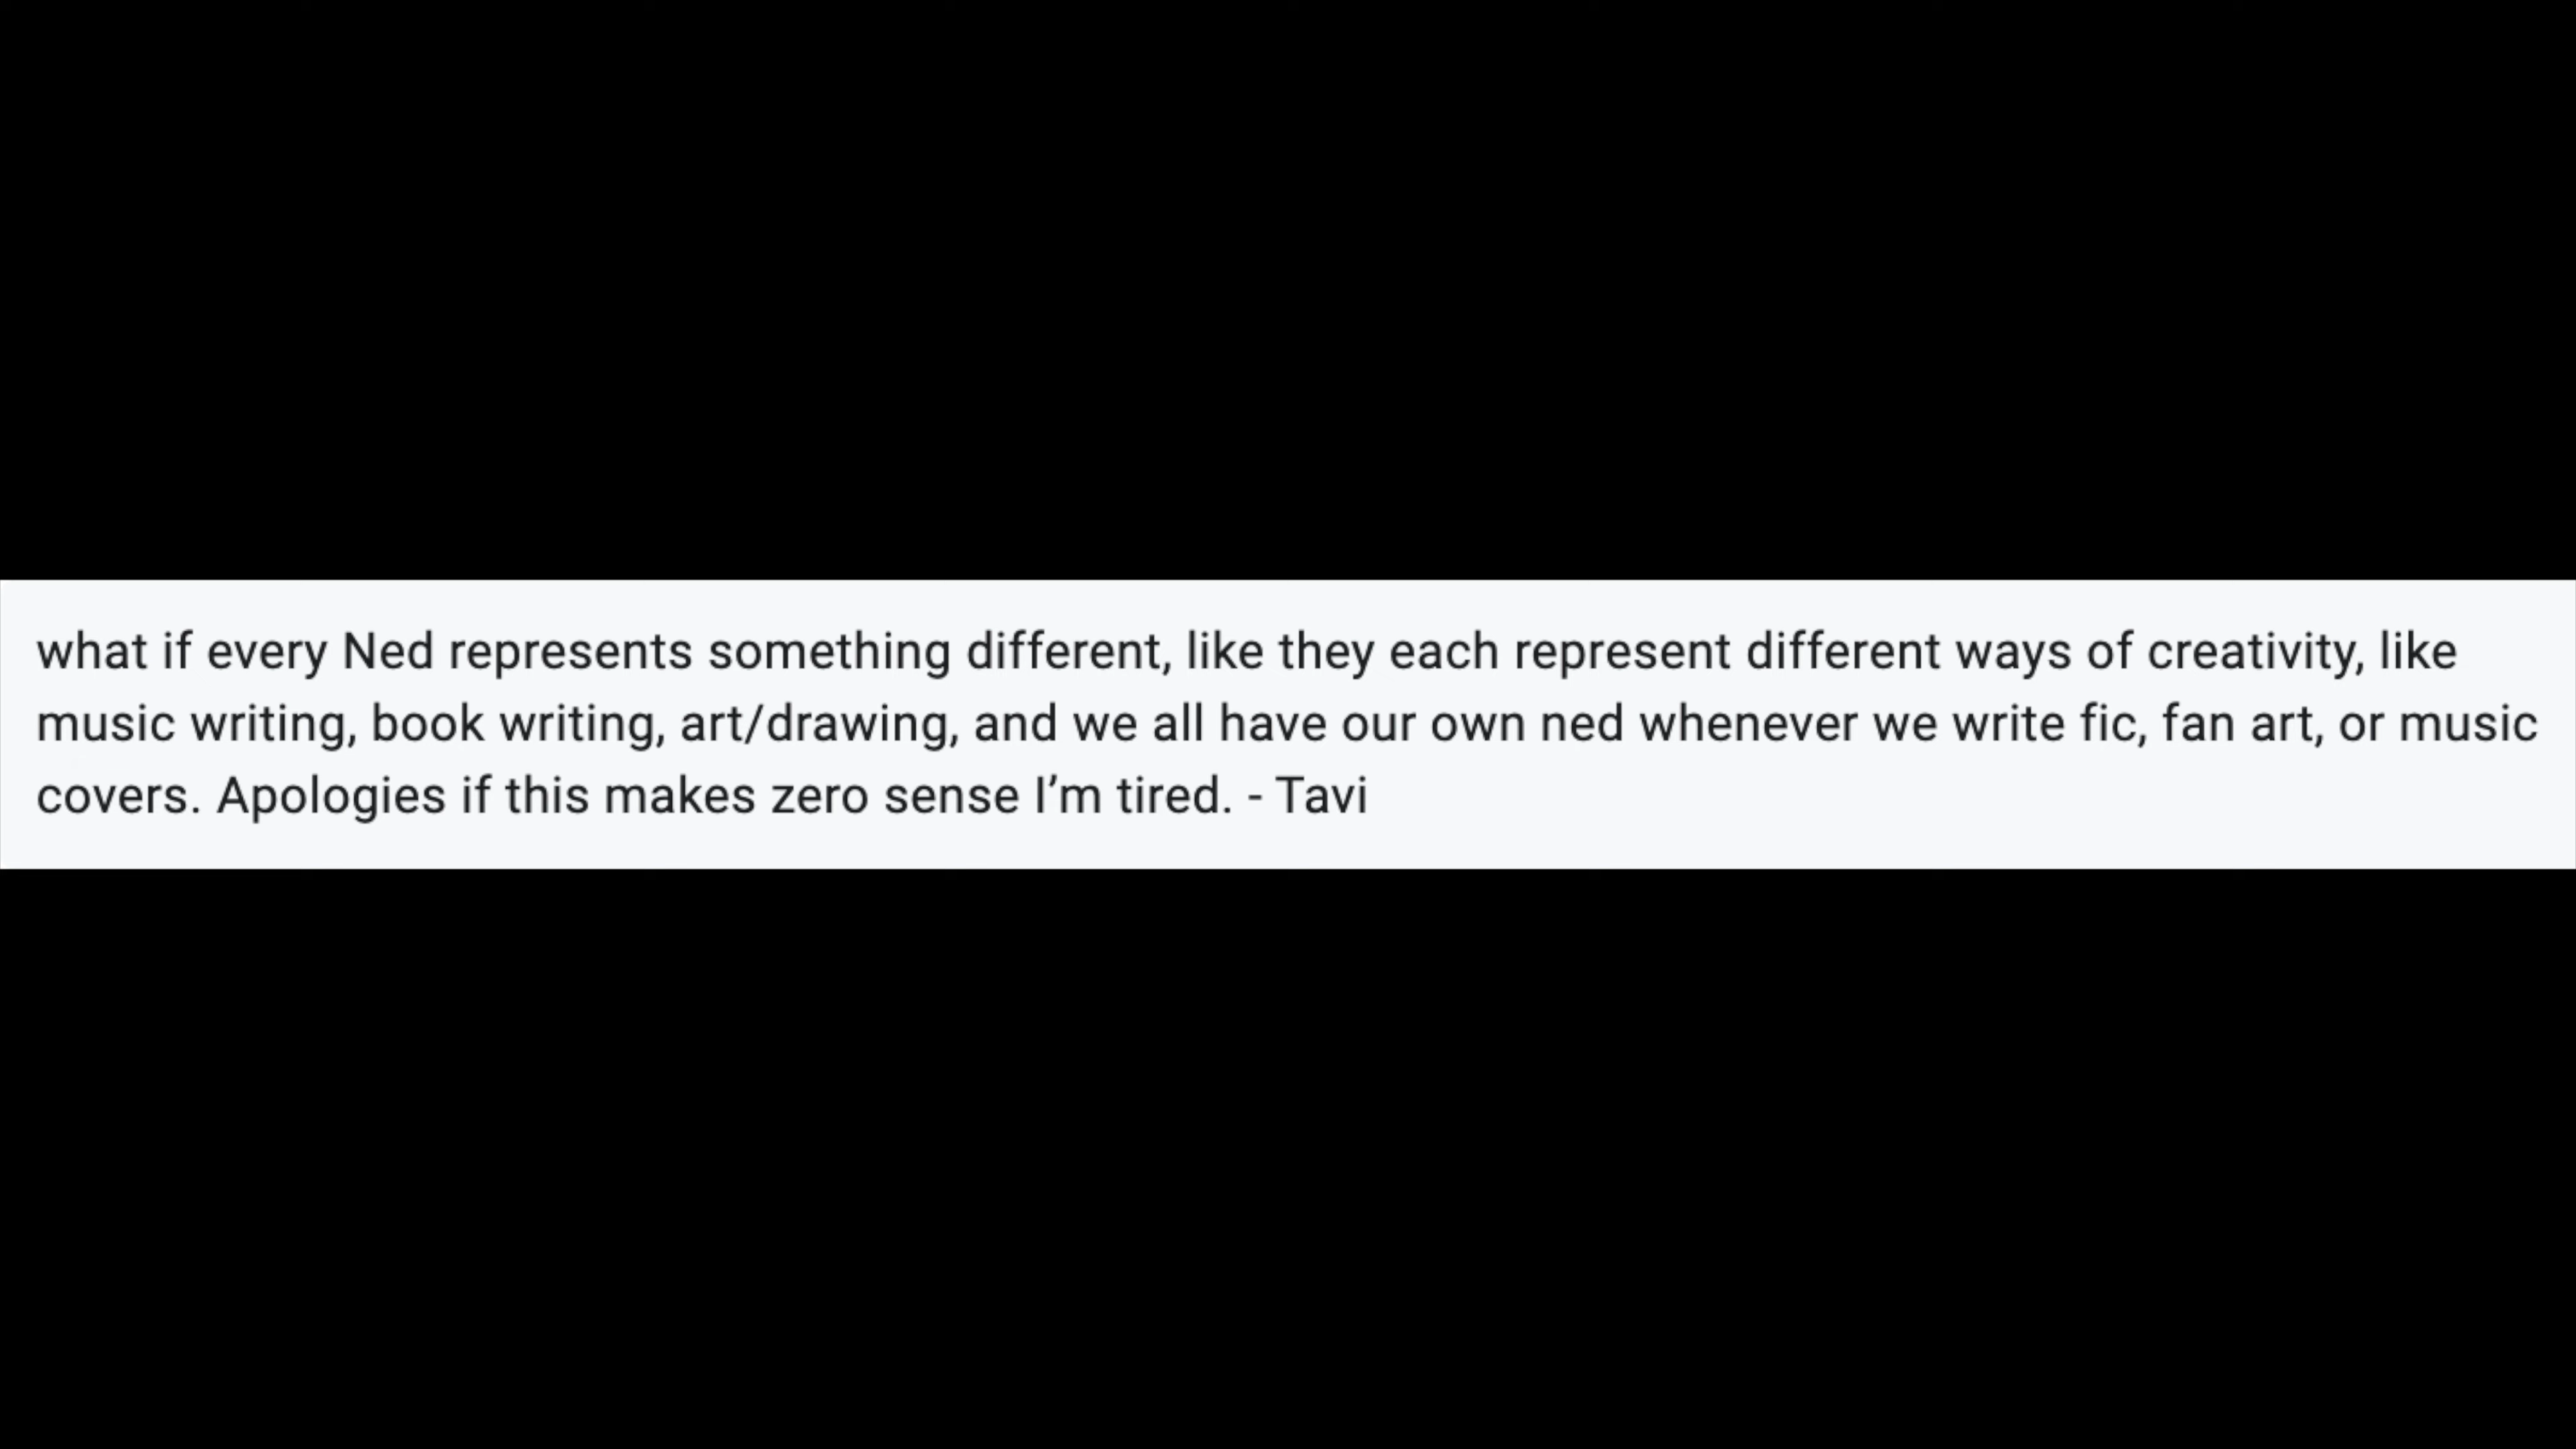 what if every Ned represents something different, like they each represent different ways of creativity, like
music writing, book writing, art/drawing, and we all have our own ned whenever we write fic, fan art, or music
covers. Apologies if this makes zero sense I’m tired. - Tavi